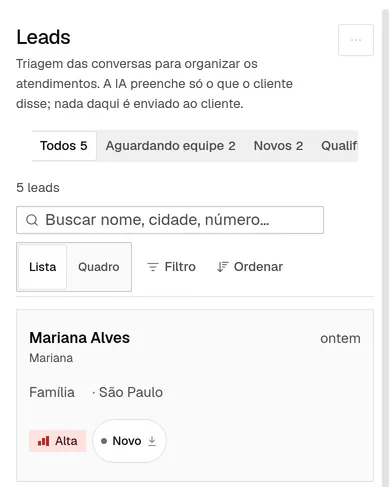 Leads
Triagem das conversas para organizar os
atendimentos. A IA preenche só o que o cliente
disse; nada daqui é enviado ao cliente.
Todos 5 Aguardando equipe 2 Novos 2 Qualif
5 leads
Buscar nome, cidade, número...
Lista Quadro Filtro Ordenar
Mariana Alves ontem
Mariana
Família · São Paulo
Alta Novo